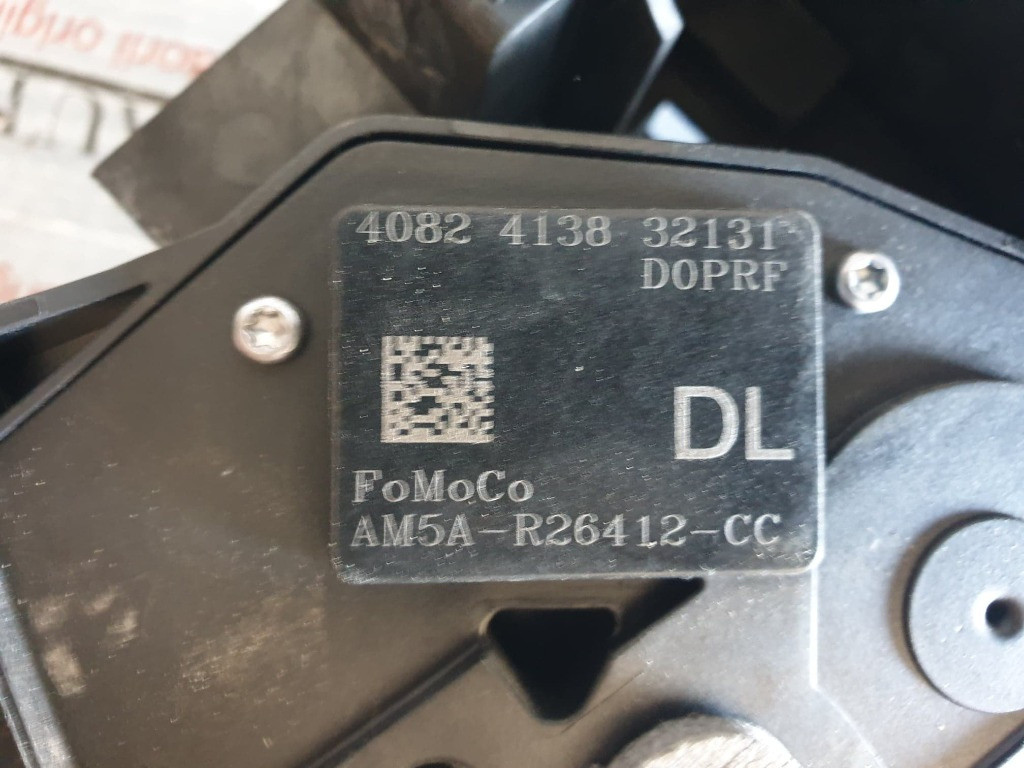 4082 4138 32131
D0PRF
DL
FoMoCo
AM5A-R26412-CC